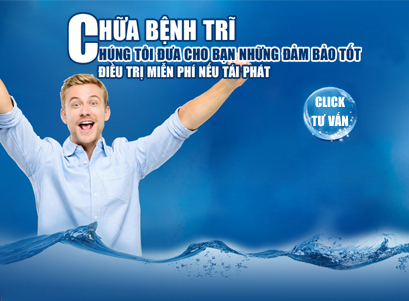 CHỮA BỆNH TRĨ
CHÚNG TÔI ĐƯA CHO BẠN NHỮNG ĐẢM BẢO TỐT
ĐIỀU TRỊ MIỄN PHÍ NẾU TÁI PHÁT
CLICK
TƯ VẤN